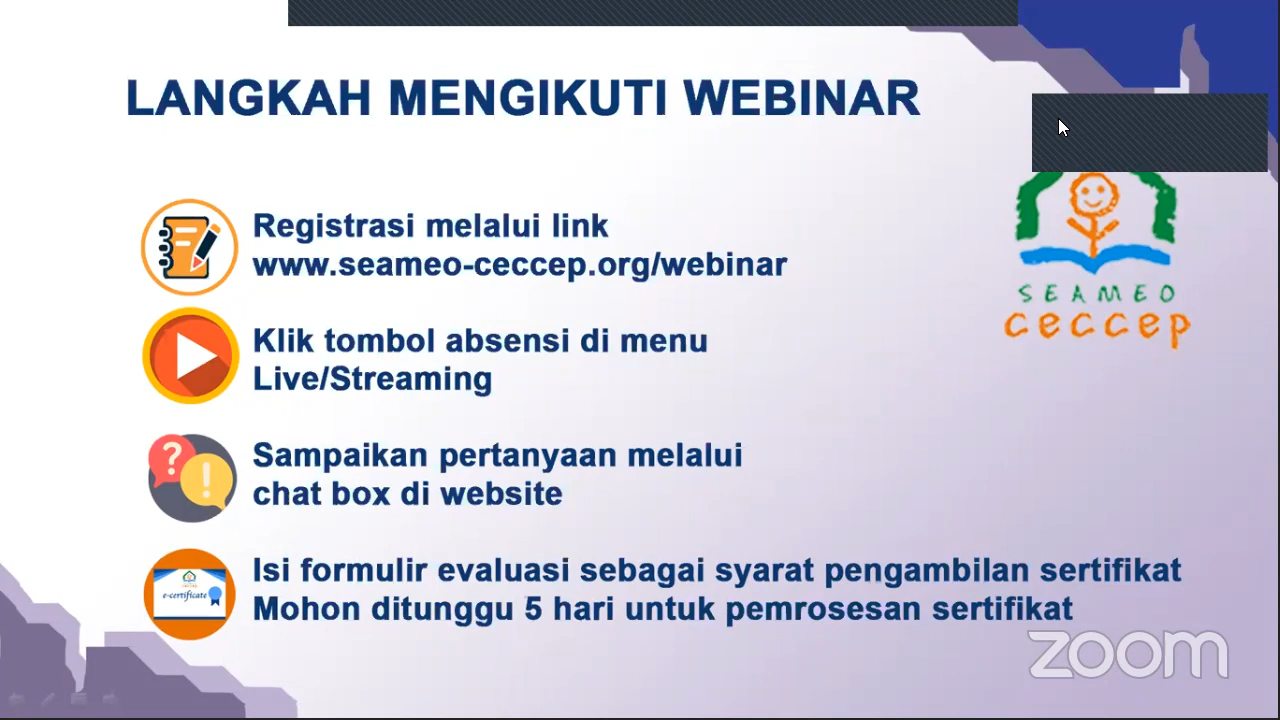 LANGKAH MENGIKUTI WEBINAR
Registrasi melalui link
www.seameo-ceccep.org/webinar
SEAMEO
ceccep
Klik tombol absensi di menu
Live/Streaming
Sampaikan pertanyaan melalui
chat box di website
Isi formulir evaluasi sebagai syarat pengambilan sertifikat
e-certificate
Mohon ditunggu 5 hari untuk pemrosesan sertifikat
zoom